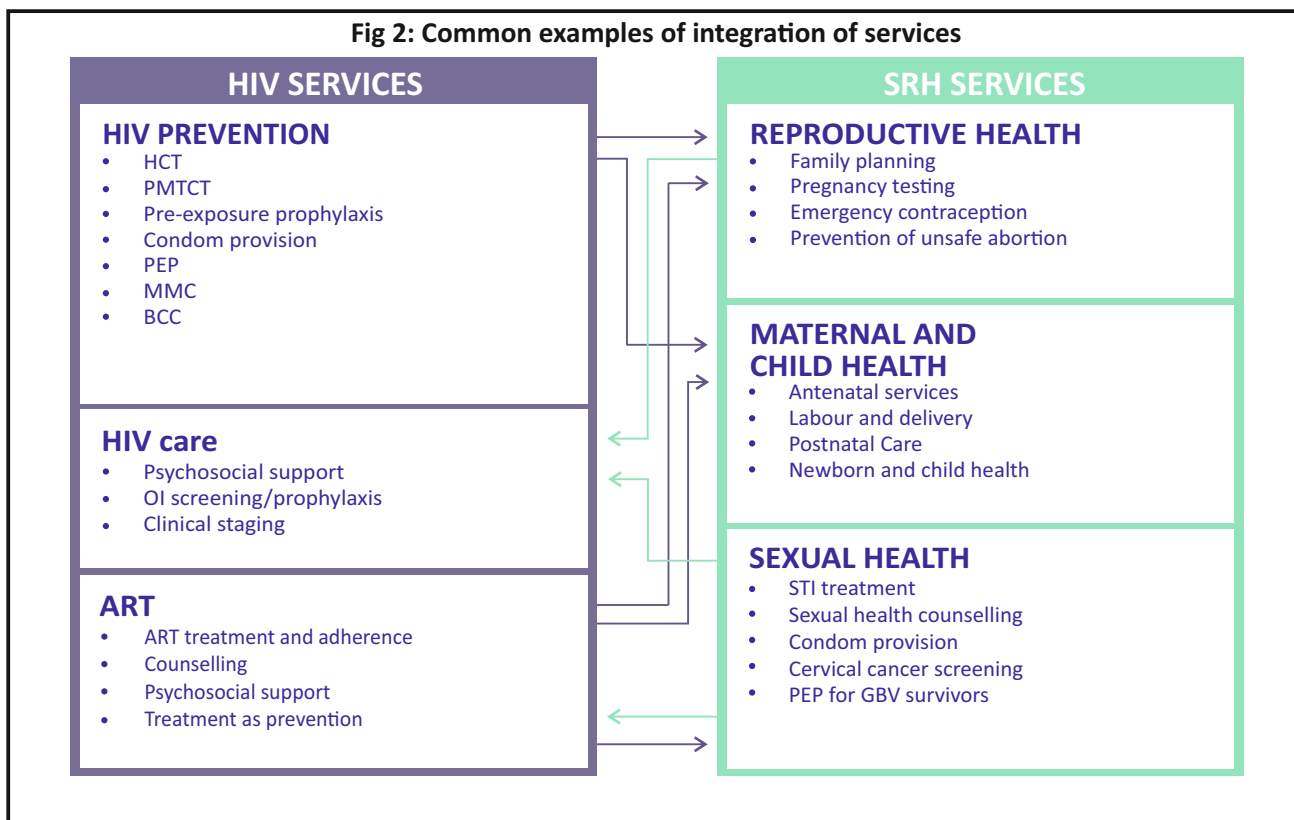 Fig 2: Common examples of integration of services
HIV SERVICES
HIV PREVENTION
• HCT
• PMTCT
• Pre-exposure prophylaxis
• Condom provision
• PEP
• MMC
• BCC
HIV care
• Psychosocial support
• OI screening/prophylaxis
• Clinical staging
ART
• ART treatment and adherence
• Counselling
• Psychosocial support
• Treatment as prevention
SRH SERVICES
REPRODUCTIVE HEALTH
• Family planning
• Pregnancy testing
• Emergency contraception
• Prevention of unsafe abortion
MATERNAL AND
CHILD HEALTH
• Antenatal services
• Labour and delivery
• Postnatal Care
• Newborn and child health
SEXUAL HEALTH
• STI treatment
• Sexual health counselling
• Condom provision
• Cervical cancer screening
• PEP for GBV survivors